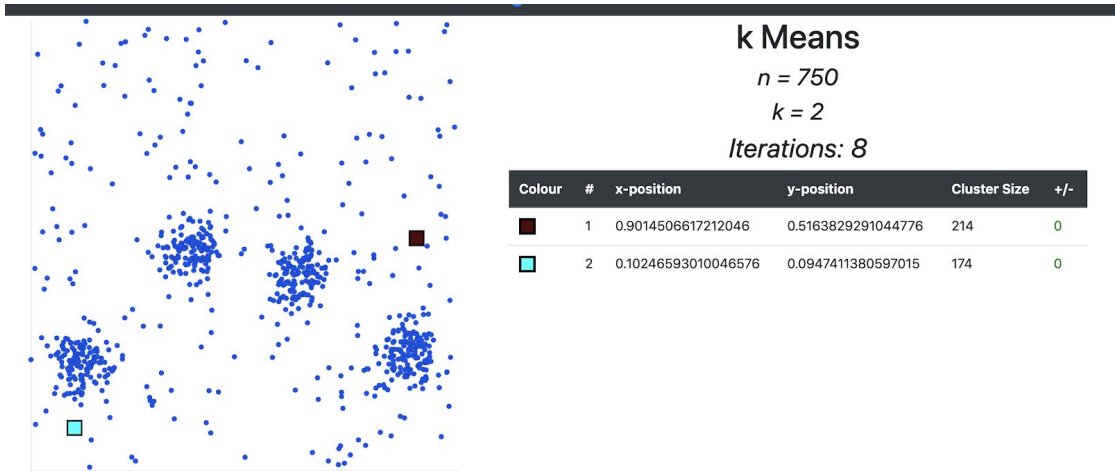 k Means
n = 750
k = 2
Iterations: 8
Colour # x-position y-position Cluster Size +/-
1 0.9014506617212046 0.5163829291044776 214 0
2 0.10246593010046576 0.0947411380597015 174 0